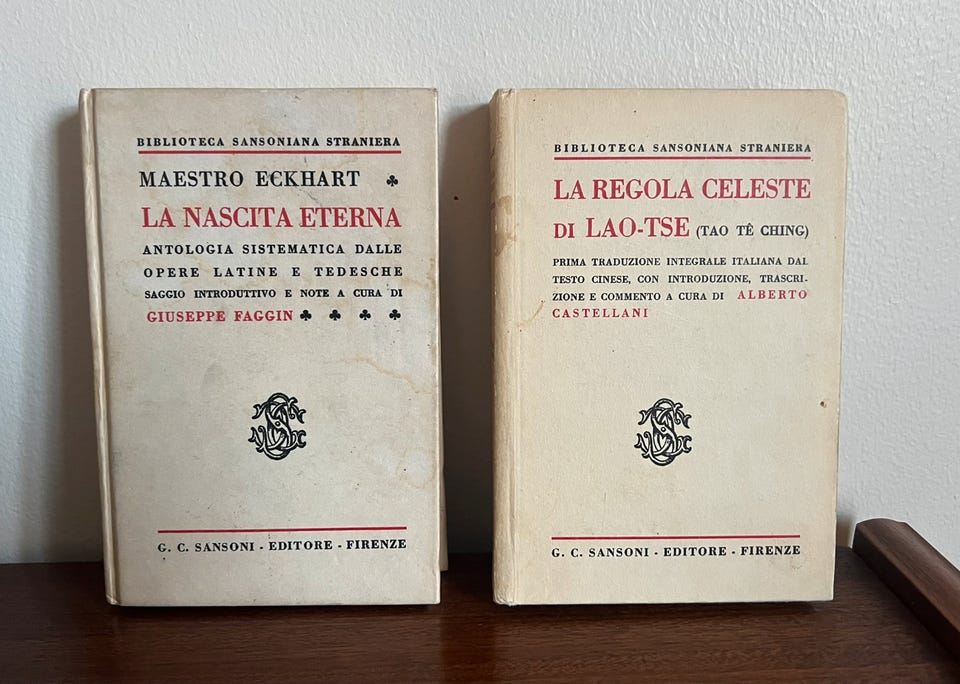 BIBLIOTECA SANSONIANA STRANIERA
MAESTRO ECKHART ♣
LA NASCITA ETERNA
ANTOLOGIA SISTEMATICA DALLE
OPERE LATINE E TEDESCHE
SAGGIO INTRODUTTIVO E NOTE A CURA DI
GIUSEPPE FAGGIN ♣ ♣ ♣ ♣
G. C. SANSONI - EDITORE - FIRENZE
BIBLIOTECA SANSONIANA STRANIERA
LA REGOLA CELESTE
DI LAO-TSE (TAO TÊ CHING)
PRIMA TRADUZIONE INTEGRALE ITALIANA DAL
TESTO CINESE, CON INTRODUZIONE, TRASCRI-
ZIONE E COMMENTO A CURA DI ALBERTO
CASTELLANI
G. C. SANSONI - EDITORE - FIRENZE